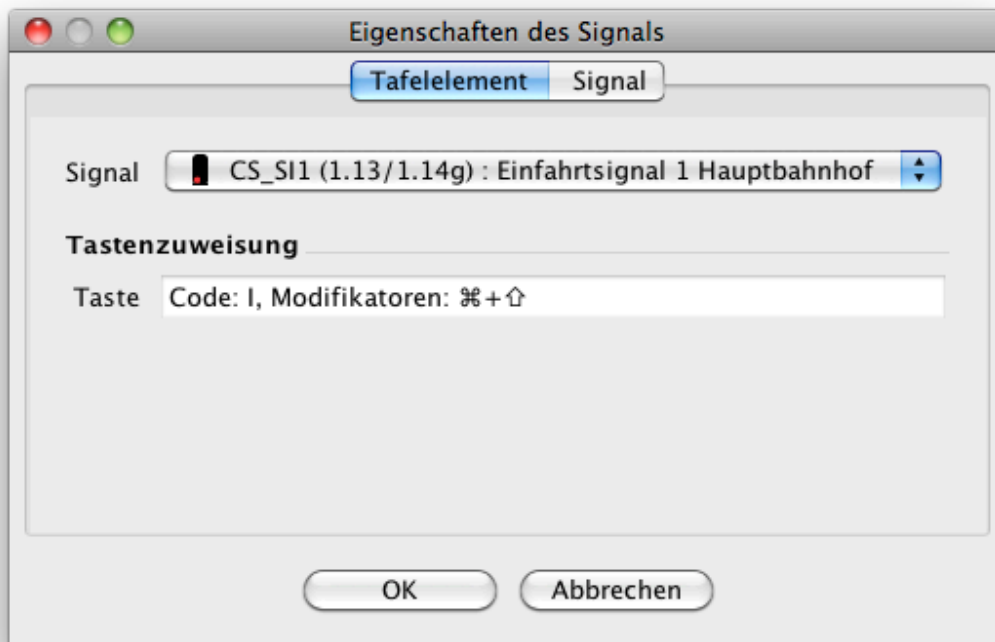 Eigenschaften des Signals
Tafelelement Signal
Signal CS_SI1 (1.13/1.14g) : Einfahrtsignal 1 Hauptbahnhof
Tastenzuweisung
Taste Code: I, Modifikatoren: ⌘+⇧
OK Abbrechen